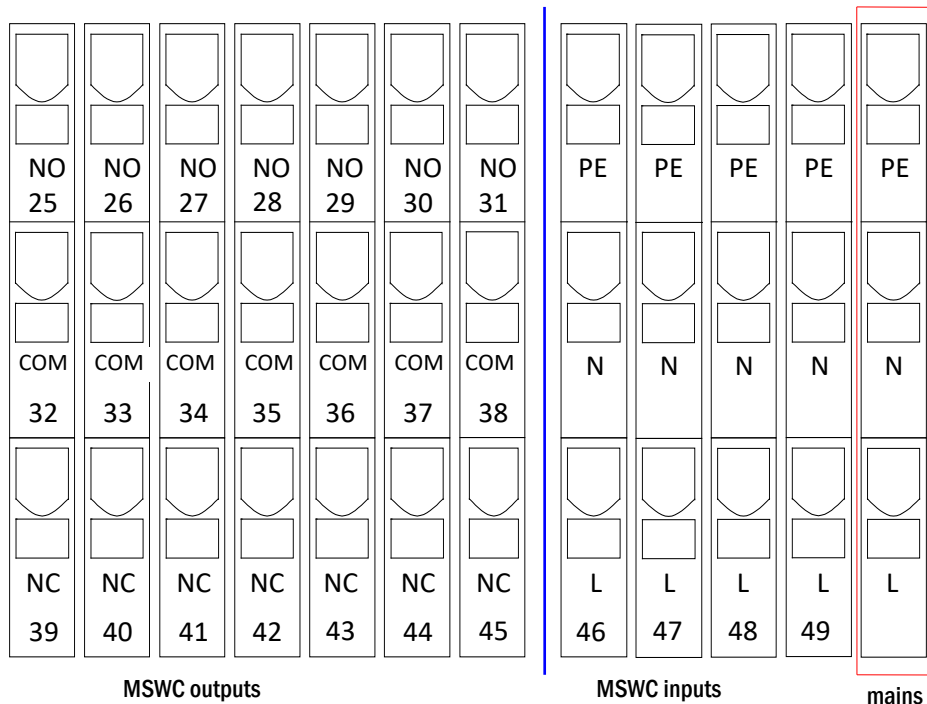 NO NO NO NO NO NO NO PE PE PE PE PE
25 26 27 28 29 30 31
COM COM COM COM COM COM COM N N N N N
32 33 34 35 36 37 38
NC NC NC NC NC NC NC L L L L L
39 40 41 42 43 44 45 46 47 48 49
MSWC outputs MSWC inputs mains